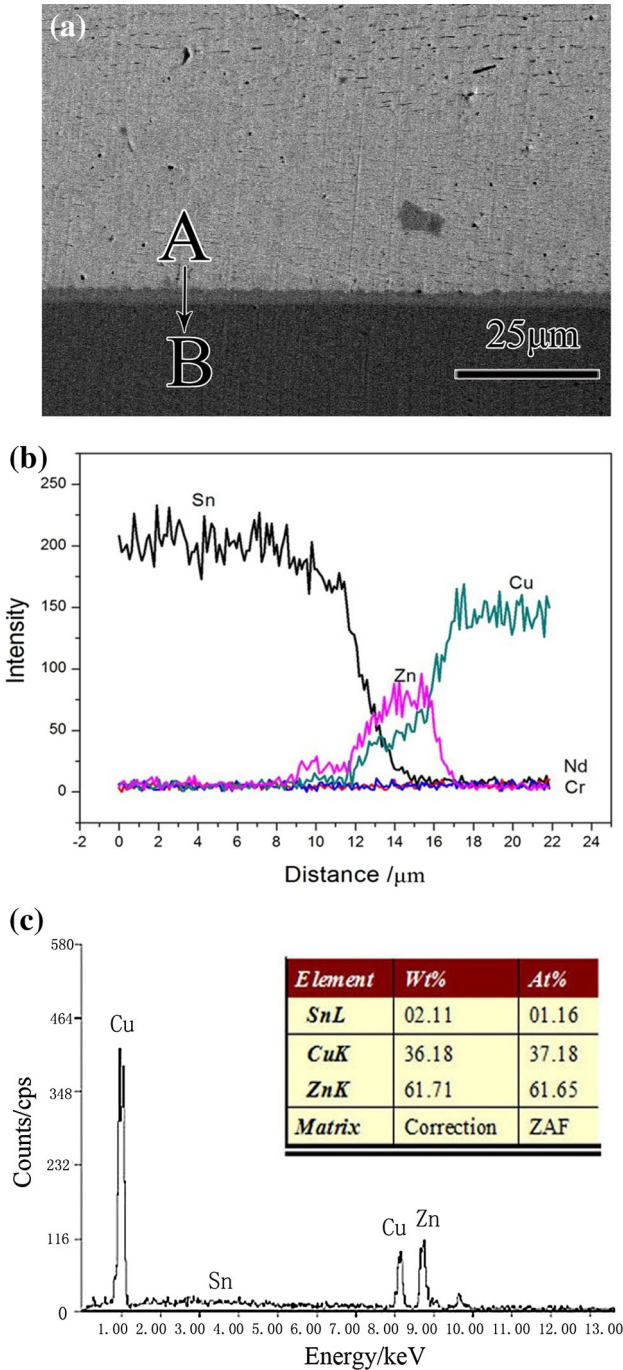 (a)
A
B
25μm
(b)
250
200
150
100
50
0
Intensity
Sn
Cu
Zn
Nd
Cr
-2 0 2 4 6 8 10 12 14 16 18 20 22 24
Distance /μm
(c)
580
464
348
232
116
0
Counts/cps
Cu
Sn
Cu
Zn
Element Wt% At%
SnL 02.11 01.16
CuK 36.18 37.18
ZnK 61.71 61.65
Matrix Correction ZAF
1.00 2.00 3.00 4.00 5.00 6.00 7.00 8.00 9.00 10.00 11.00 12.00 13.00
Energy/keV